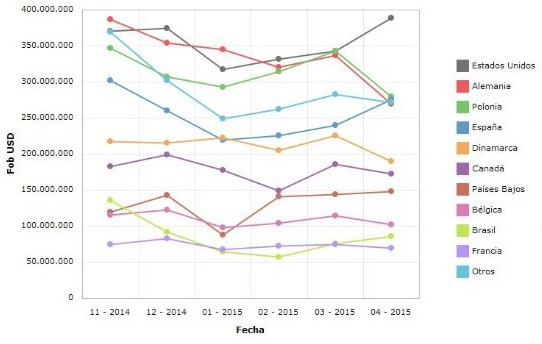 400.000.000
350.000.000
300.000.000
250.000.000
200.000.000
150.000.000
100.000.000
50.000.000
0
Fob USD
11 - 2014
12 - 2014
01 - 2015
02 - 2015
03 - 2015
04 - 2015
Fecha
Estados Unidos
Alemania
Polonia
España
Dinamarca
Canadá
Países Bajos
Bélgica
Brasil
Francia
Otros